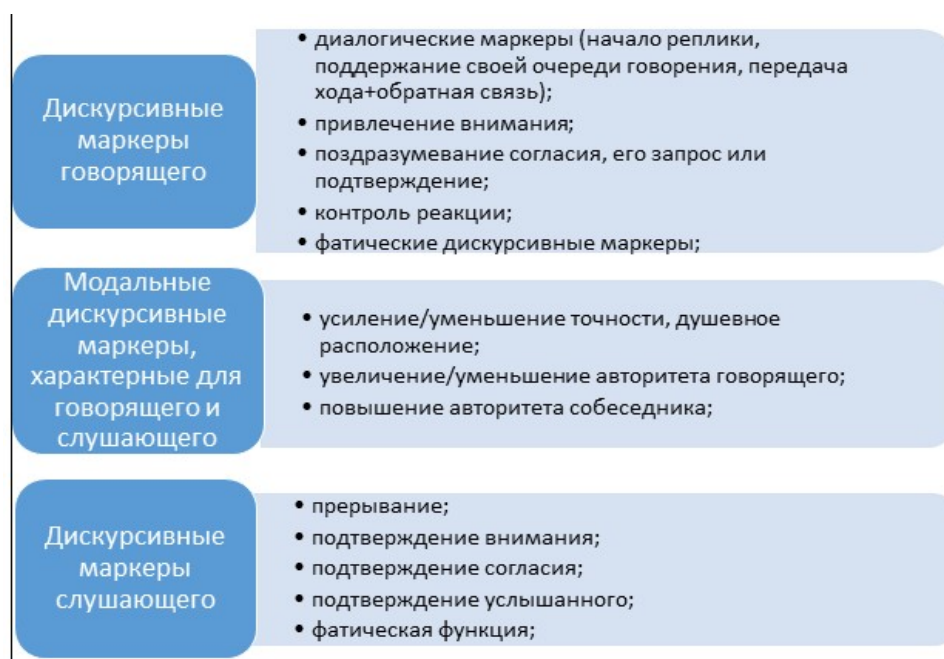 Дискурсивные
маркеры
говорящего
• диалогические маркеры (начало реплики,
поддержание своей очереди говорения, передача
хода+обратная связь);
• привлечение внимания;
• поздразумевание согласия, его запрос или
подтверждение;
• контроль реакции;
• фатические дискурсивные маркеры;
Модальные
дискурсивные
маркеры,
характерные для
говорящего и
слушающего
• усиление/уменьшение точности, душевное
расположение;
• увеличение/уменьшение авторитета говорящего;
• повышение авторитета собеседника;
Дискурсивные
маркеры
слушающего
• прерывание;
• подтверждение внимания;
• подтверждение согласия;
• подтверждение услышанного;
• фатическая функция;